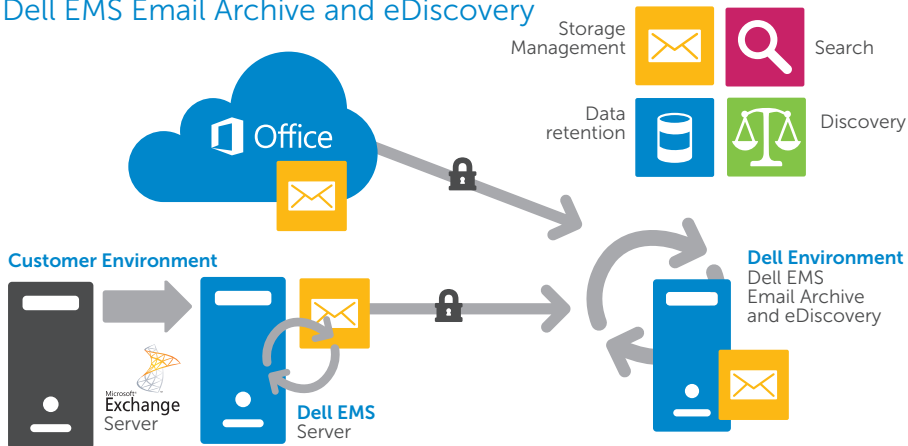 Dell EMS Email Archive and eDiscovery
Storage
Management
Search
Data
retention
Discovery
Office
Customer Environment
Dell Environment
Dell EMS
Email Archive
and eDiscovery
Microsoft®
Exchange
Server
Dell EMS
Server